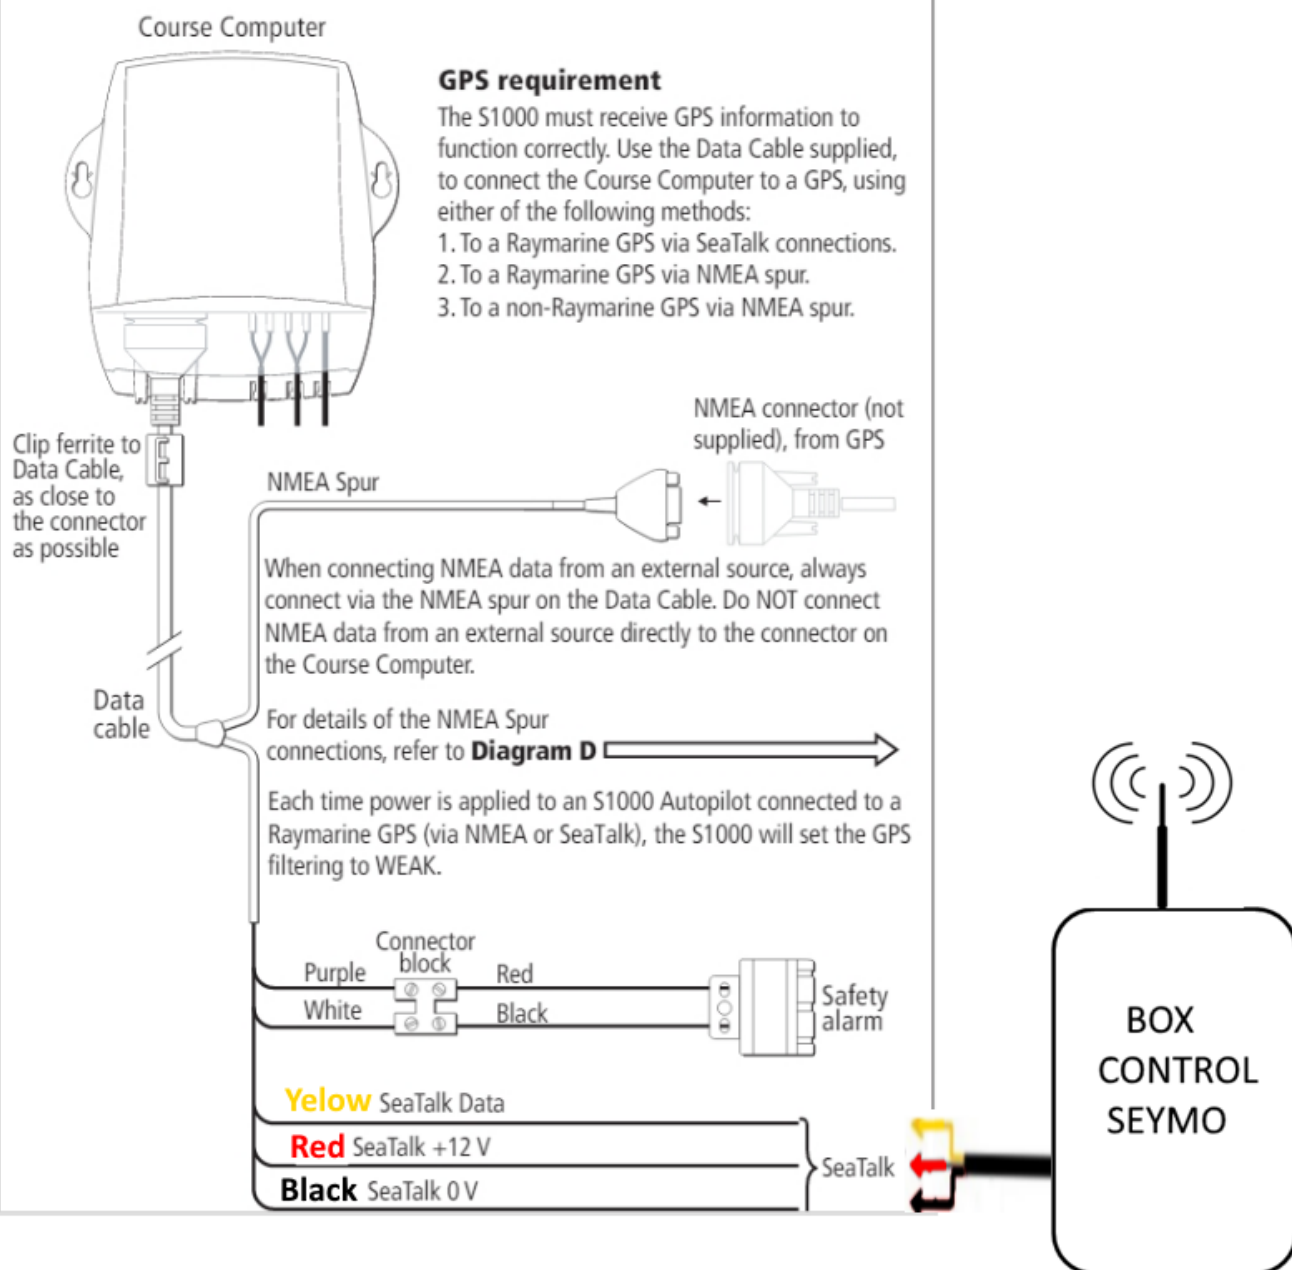 Course Computer
GPS requirement
The S1000 must receive GPS information to
function correctly. Use the Data Cable supplied,
to connect the Course Computer to a GPS, using
either of the following methods:
1. To a Raymarine GPS via SeaTalk connections.
2. To a Raymarine GPS via NMEA spur.
3. To a non-Raymarine GPS via NMEA spur.
NMEA connector (not
supplied), from GPS
Clip ferrite to
Data Cable,
as close to
the connector
as possible
NMEA Spur
When connecting NMEA data from an external source, always
connect via the NMEA spur on the Data Cable. Do NOT connect
NMEA data from an external source directly to the connector on
the Course Computer.
Data
cable
For details of the NMEA Spur
connections, refer to Diagram D
Each time power is applied to an S1000 Autopilot connected to a
Raymarine GPS (via NMEA or SeaTalk), the S1000 will set the GPS
filtering to WEAK.
Connector
block
Purple
Red
White
Black
Safety
alarm
BOX
CONTROL
SEYMO
Yelow SeaTalk Data
Red SeaTalk +12 V
Black SeaTalk 0 V
SeaTalk